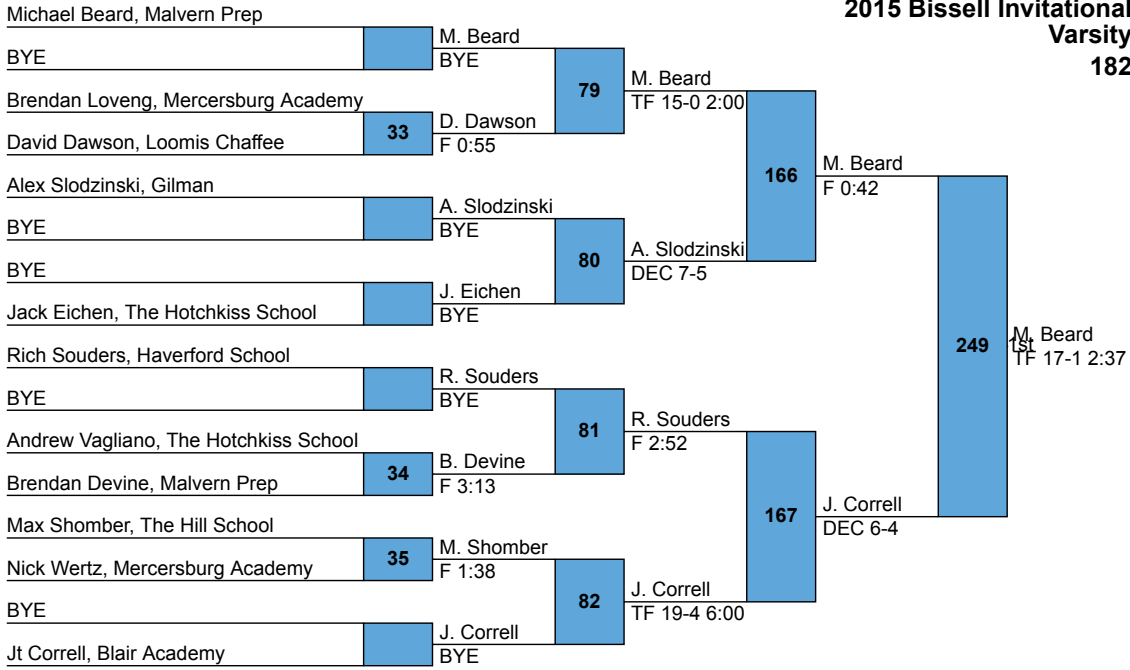 2015 Bissell Invitational
Varsity
182
Michael Beard, Malvern Prep
BYE
Brendan Loveng, Mercersburg Academy
David Dawson, Loomis Chaffee
Alex Slodzinski, Gilman
BYE
BYE
Jack Eichen, The Hotchkiss School
Rich Souders, Haverford School
BYE
Andrew Vagliano, The Hotchkiss School
Brendan Devine, Malvern Prep
Max Shomber, The Hill School
Nick Wertz, Mercersburg Academy
BYE
Jt Correll, Blair Academy
33
34
35
M. Beard
BYE
D. Dawson
F 0:55
A. Slodzinski
BYE
J. Eichen
BYE
R. Souders
BYE
B. Devine
F 3:13
M. Shomber
F 1:38
J. Correll
BYE
79
80
81
82
M. Beard
TF 15-0 2:00
A. Slodzinski
DEC 7-5
R. Souders
F 2:52
J. Correll
TF 19-4 6:00
166
167
M. Beard
F 0:42
J. Correll
DEC 6-4
249
M. Beard
1st
TF 17-1 2:37